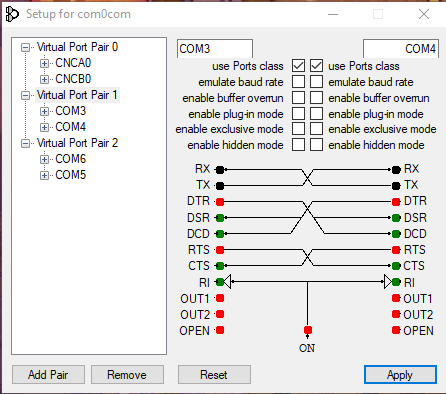 Setup for com0com
Virtual Port Pair 0
CNCA0
CNCB0
Virtual Port Pair 1
COM3
COM4
Virtual Port Pair 2
COM6
COM5
COM3 COM4
use Ports class use Ports class
emulate baud rate emulate baud rate
enable buffer overrun enable buffer overrun
enable plug-in mode enable plug-in mode
enable exclusive mode enable exclusive mode
enable hidden mode enable hidden mode
RX RX
TX TX
DTR DTR
DSR DSR
DCD DCD
RTS RTS
CTS CTS
RI RI
OUT1 OUT1
OUT2 OUT2
OPEN OPEN
ON
Add Pair Remove Reset Apply